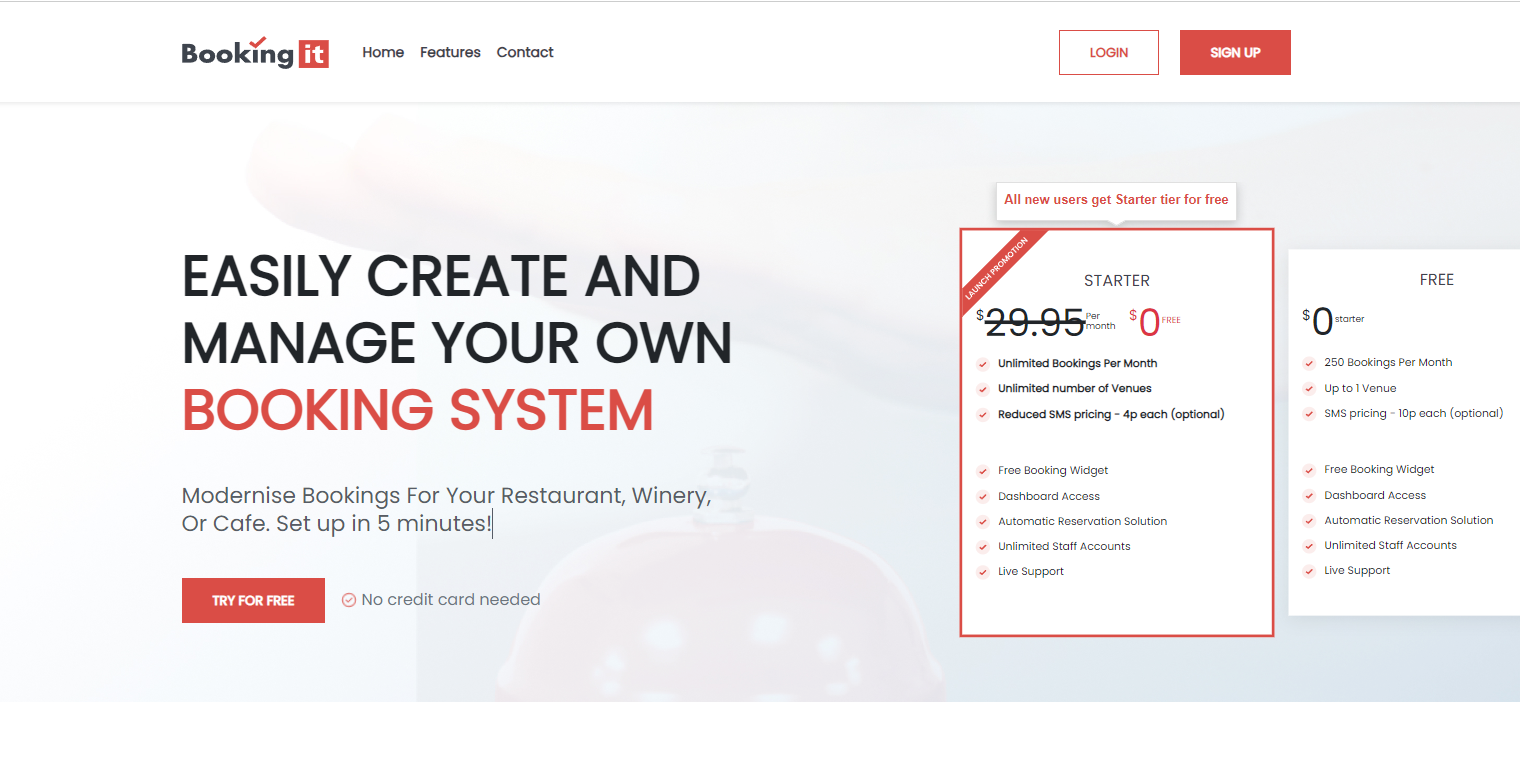 Booking it
Home Features Contact
LOGIN
SIGN UP
EASILY CREATE AND
MANAGE YOUR OWN
BOOKING SYSTEM
Modernise Bookings For Your Restaurant, Winery,
Or Cafe. Set up in 5 minutes!
TRY FOR FREE
No credit card needed
All new users get Starter tier for free
LAUNCH PROMOTION
STARTER
$29.95 Per month $0 FREE
Unlimited Bookings Per Month
Unlimited number of Venues
Reduced SMS pricing - 4p each (optional)
Free Booking Widget
Dashboard Access
Automatic Reservation Solution
Unlimited Staff Accounts
Live Support
FREE
$0 starter
250 Bookings Per Month
Up to 1 Venue
SMS pricing - 10p each (optional)
Free Booking Widget
Dashboard Access
Automatic Reservation Solution
Unlimited Staff Accounts
Live Support